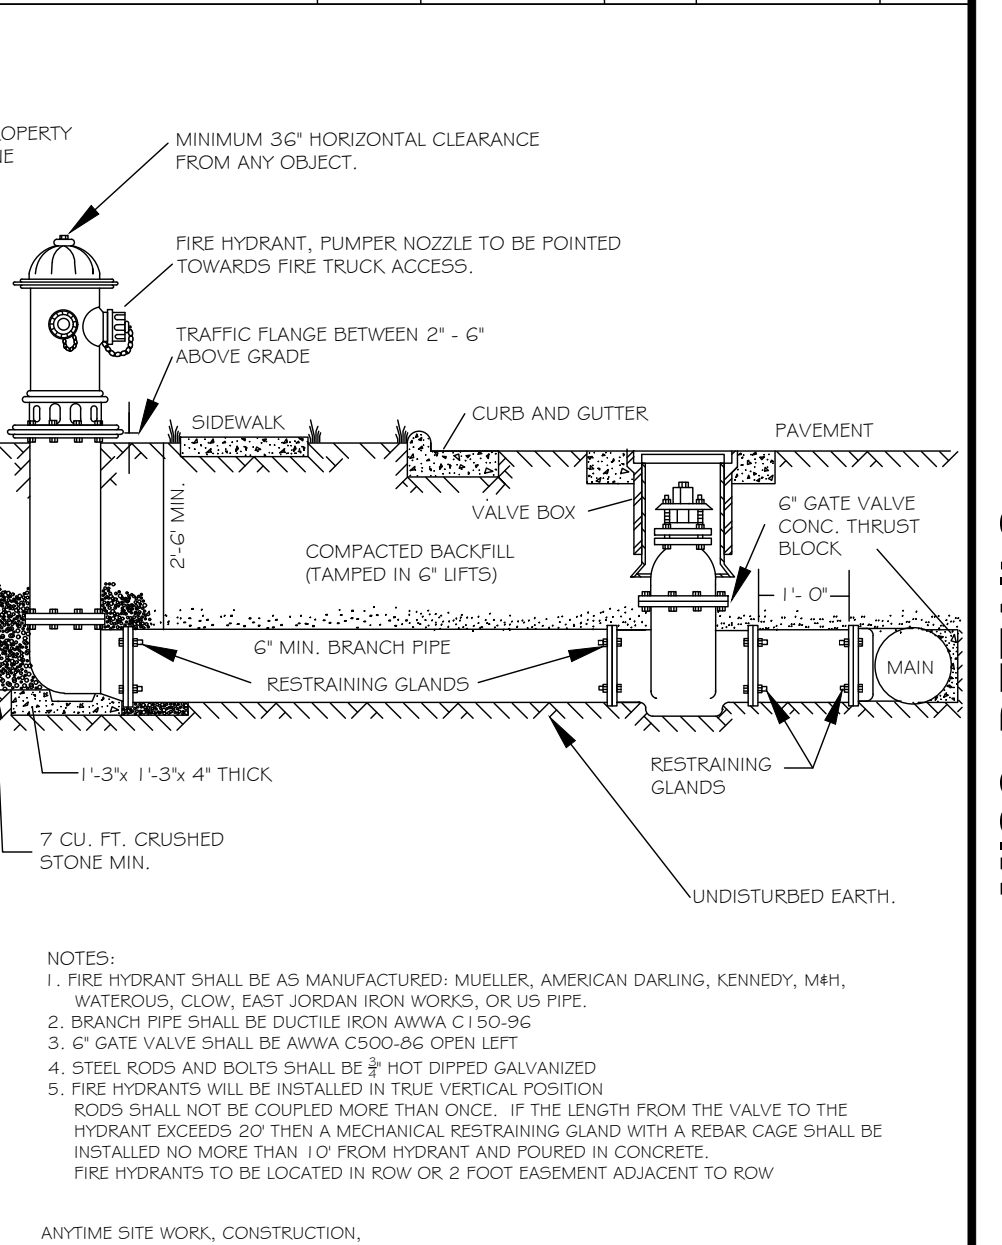 MINIMUM 36" HORIZONTAL CLEARANCE
FROM ANY OBJECT.
FIRE HYDRANT, PUMPER NOZZLE TO BE POINTED
TOWARDS FIRE TRUCK ACCESS.
TRAFFIC FLANGE BETWEEN 2" - 6"
ABOVE GRADE
SIDEWALK
CURB AND GUTTER
PAVEMENT
2'-6' MIN.
VALVE BOX
6" GATE VALVE
CONC. THRUST
BLOCK
COMPACTED BACKFILL
(TAMPED IN 6" LIFTS)
1'- 0"
6" MIN. BRANCH PIPE
RESTRAINING GLANDS
MAIN
RESTRAINING
GLANDS
1'-3"x 1'-3"x 4" THICK
7 CU. FT. CRUSHED
STONE MIN.
UNDISTURBED EARTH.
NOTES:
1. FIRE HYDRANT SHALL BE AS MANUFACTURED: MUELLER, AMERICAN DARLING, KENNEDY, M&H,
WATEROUS, CLOW, EAST JORDAN IRON WORKS, OR US PIPE.
2. BRANCH PIPE SHALL BE DUCTILE IRON AWWA C150-96
3. 6" GATE VALVE SHALL BE AWWA C500-86 OPEN LEFT
4. STEEL RODS AND BOLTS SHALL BE 3/4" HOT DIPPED GALVANIZED
5. FIRE HYDRANTS WILL BE INSTALLED IN TRUE VERTICAL POSITION
RODS SHALL NOT BE COUPLED MORE THAN ONCE. IF THE LENGTH FROM THE VALVE TO THE
HYDRANT EXCEEDS 20' THEN A MECHANICAL RESTRAINING GLAND WITH A REBAR CAGE SHALL BE
INSTALLED NO MORE THAN 10' FROM HYDRANT AND POURED IN CONCRETE.
FIRE HYDRANTS TO BE LOCATED IN ROW OR 2 FOOT EASEMENT ADJACENT TO ROW
ANYTIME SITE WORK, CONSTRUCTION,